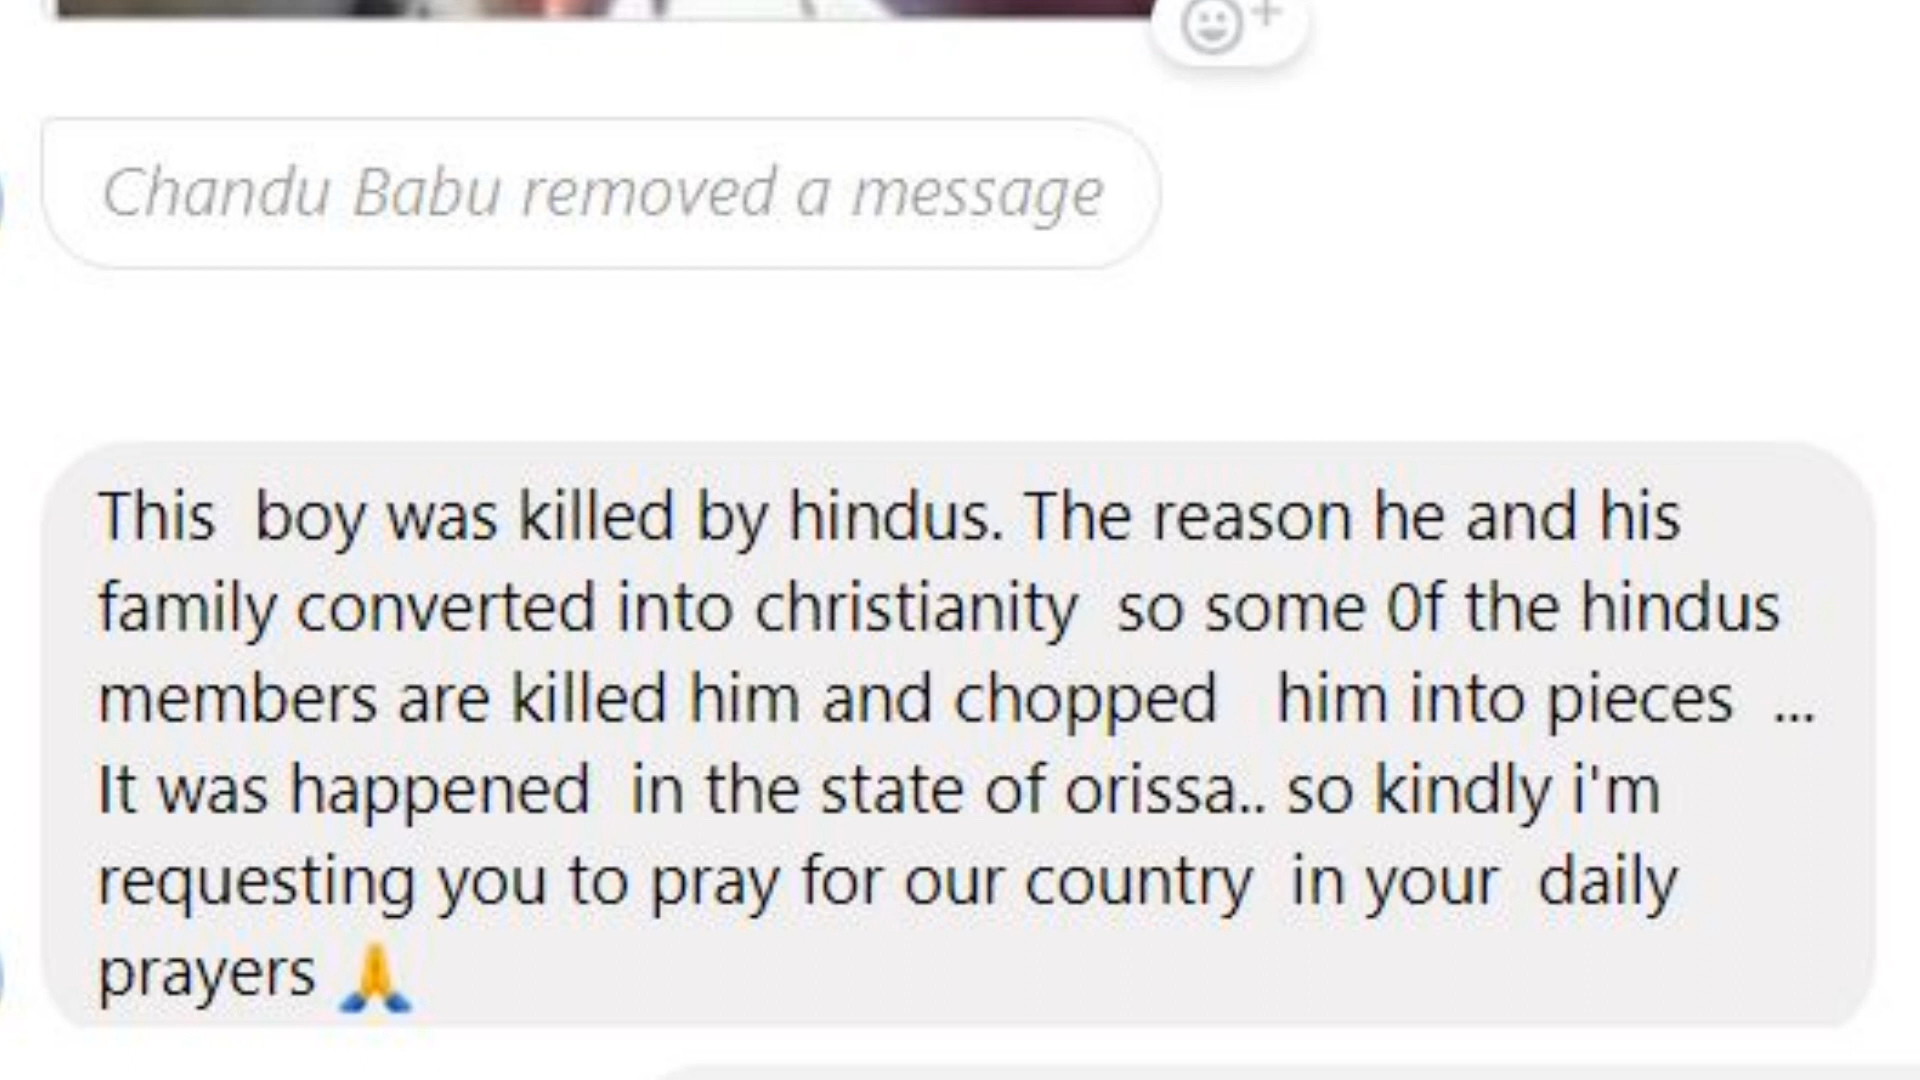 Chandu Babu removed a message
This boy was killed by hindus. The reason he and his
family converted into christianity so some 0f the hindus
members are killed him and chopped him into pieces ...
It was happened in the state of orissa.. so kindly i'm
requesting you to pray for our country in your daily
prayers 🙏